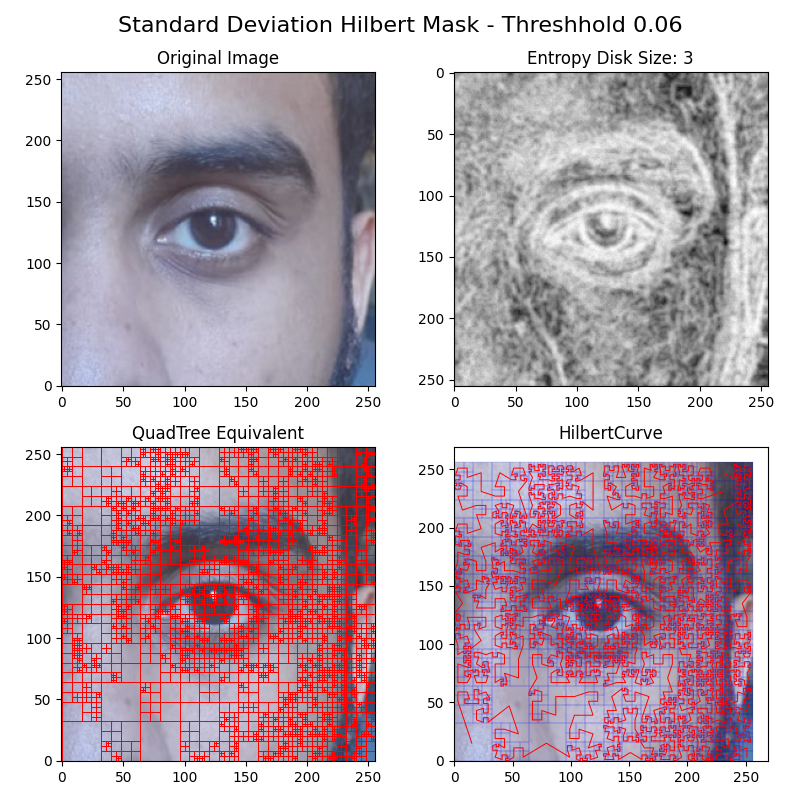 Standard Deviation Hilbert Mask - Threshhold 0.06
Original Image
250
200
150
100
50
0
0 50 100 150 200 250
Entropy Disk Size: 3
0
50
100
150
200
250
0 50 100 150 200 250
QuadTree Equivalent
250
200
150
100
50
0
0 50 100 150 200 250
HilbertCurve
250
200
150
100
50
0
0 50 100 150 200 250